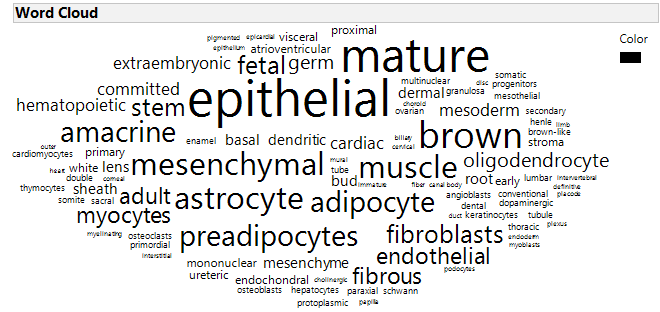 Word Cloud
Color
proximal
pigmented epicardial visceral
epithelium atrioventricular
extraembryonic fetal germ mature
committed multinuclear disc somatic
dermal granulosa progenitors
hematopoietic stem epithelial choroid mesothelial
ovarian mesoderm secondary
amacrine enamel basal dendritic cardiac biliary brown henle limb
cervical brown-like
outer stroma
cardiomyocytes primary mesenchymal mural muscle oligodendrocyte
heart white lens tube
double corneal bud immature fiber canal body root early lumbar intervertebral
thymocytes sheath adult astrocyte adipocyte angioblasts conventional definitive
somite sacral dental dopaminergic placode
myocytes duct keratinocytes tubule
myelinating osteoclasts preadipocytes fibroblasts thoracic plexus
primordial endoderm
interstitial endothelial myoblasts
mononuclear mesenchyme podocytes
ureteric endochondral cholinergic fibrous
osteoblasts hepatocytes paraxial schwann
protoplasmic papilla